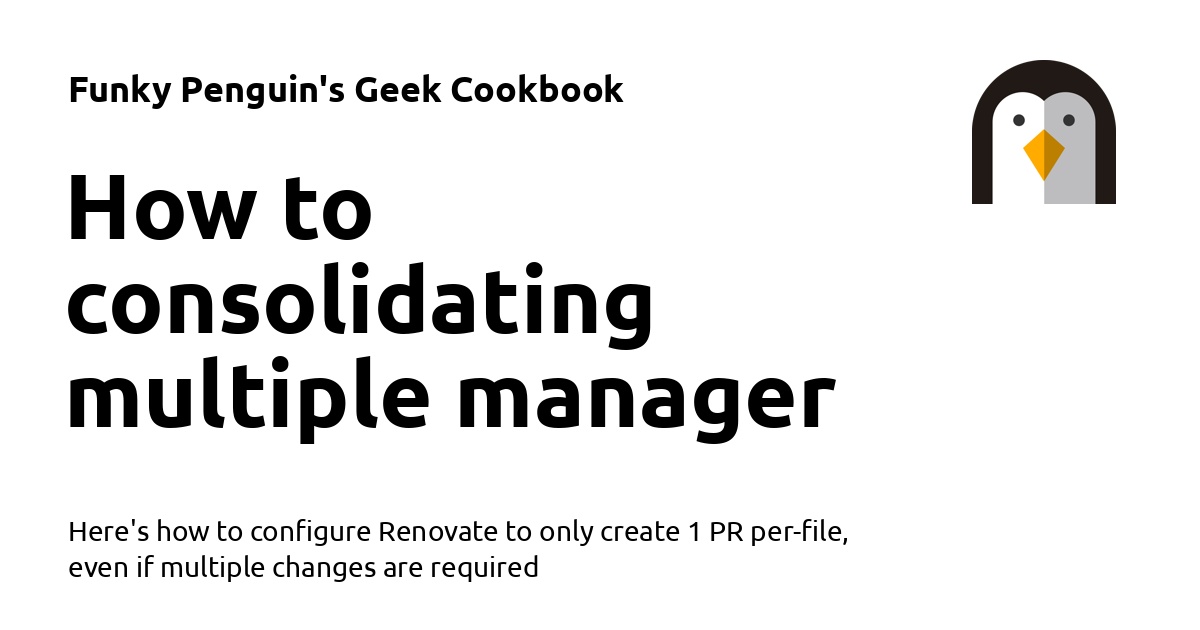 Funky Penguin's Geek Cookbook
How to
consolidating
multiple manager
Here's how to configure Renovate to only create 1 PR per-file,
even if multiple changes are required